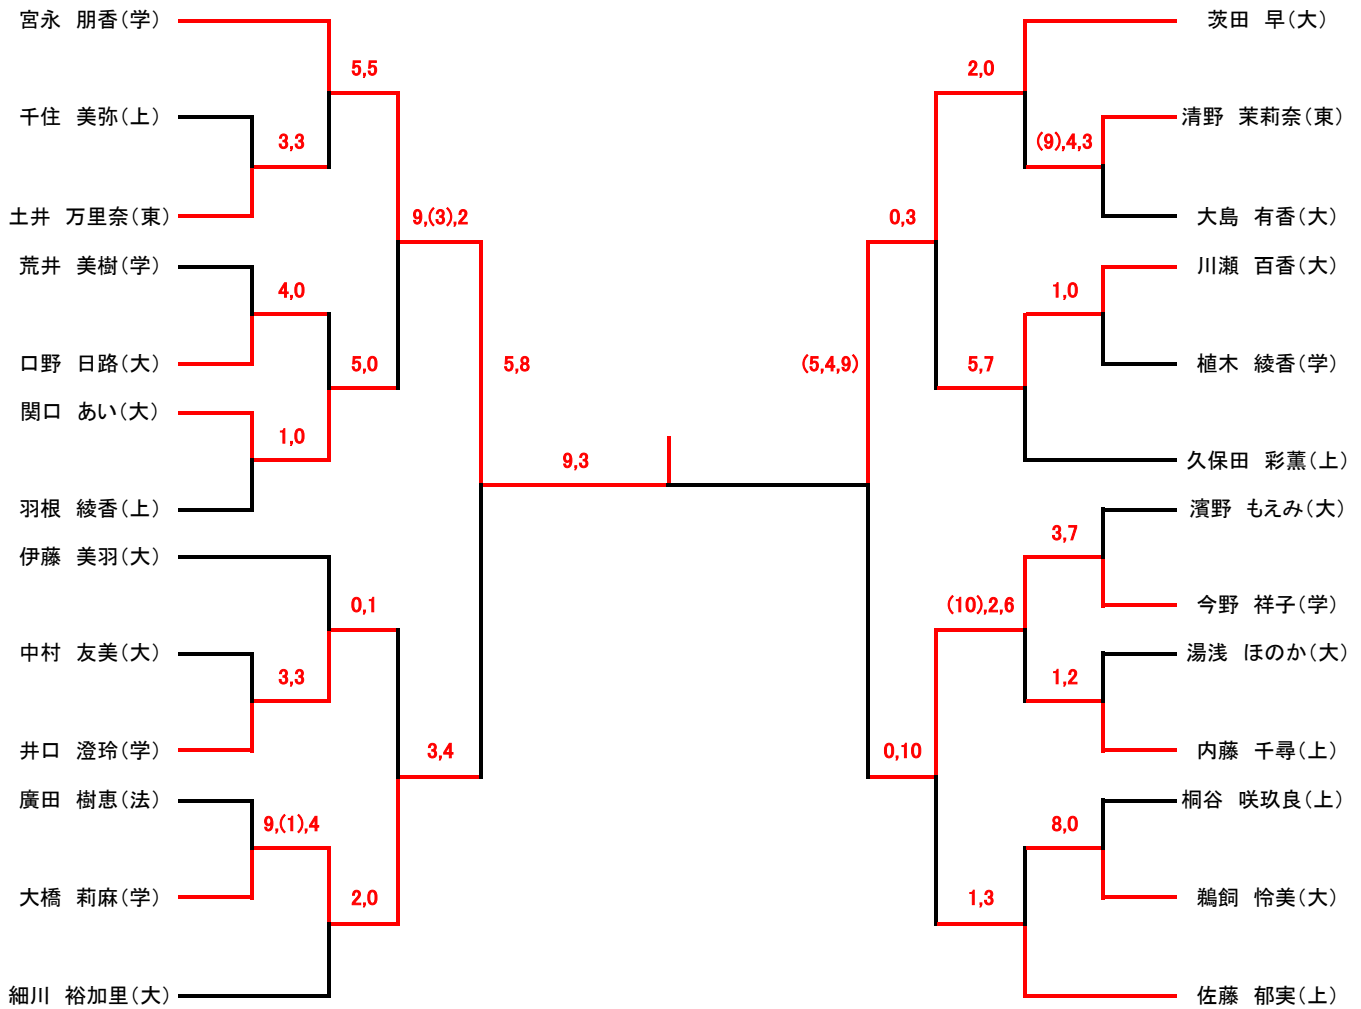 宮永 朋香(学)
茨田 早(大)
5,5
2,0
千住 美弥(上)
清野 茉莉奈(東)
3,3
(9),4,3
土井 万里奈(東)
9,(3),2
0,3
大島 有香(大)
荒井 美樹(学)
川瀬 百香(大)
4,0
1,0
口野 日路(大)
5,0
5,8
(5,4,9)
5,7
植木 綾香(学)
関口 あい(大)
1,0
9,3
久保田 彩薫(上)
羽根 綾香(上)
濱野 もえみ(大)
3,7
伊藤 美羽(大)
0,1
(10),2,6
今野 祥子(学)
中村 友美(大)
湯浅 ほのか(大)
3,3
1,2
井口 澄玲(学)
3,4
0,10
内藤 千尋(上)
廣田 樹恵(法)
桐谷 咲玖良(上)
9,(1),4
8,0
大橋 莉麻(学)
2,0
1,3
鵜飼 怜美(大)
細川 裕加里(大)
佐藤 郁実(上)